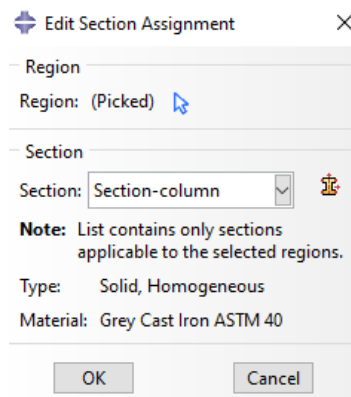 Edit Section Assignment
Region
Region: (Picked)
Section
Section: Section-column
Note: List contains only sections
applicable to the selected regions.
Type: Solid, Homogeneous
Material: Grey Cast Iron ASTM 40
OK Cancel